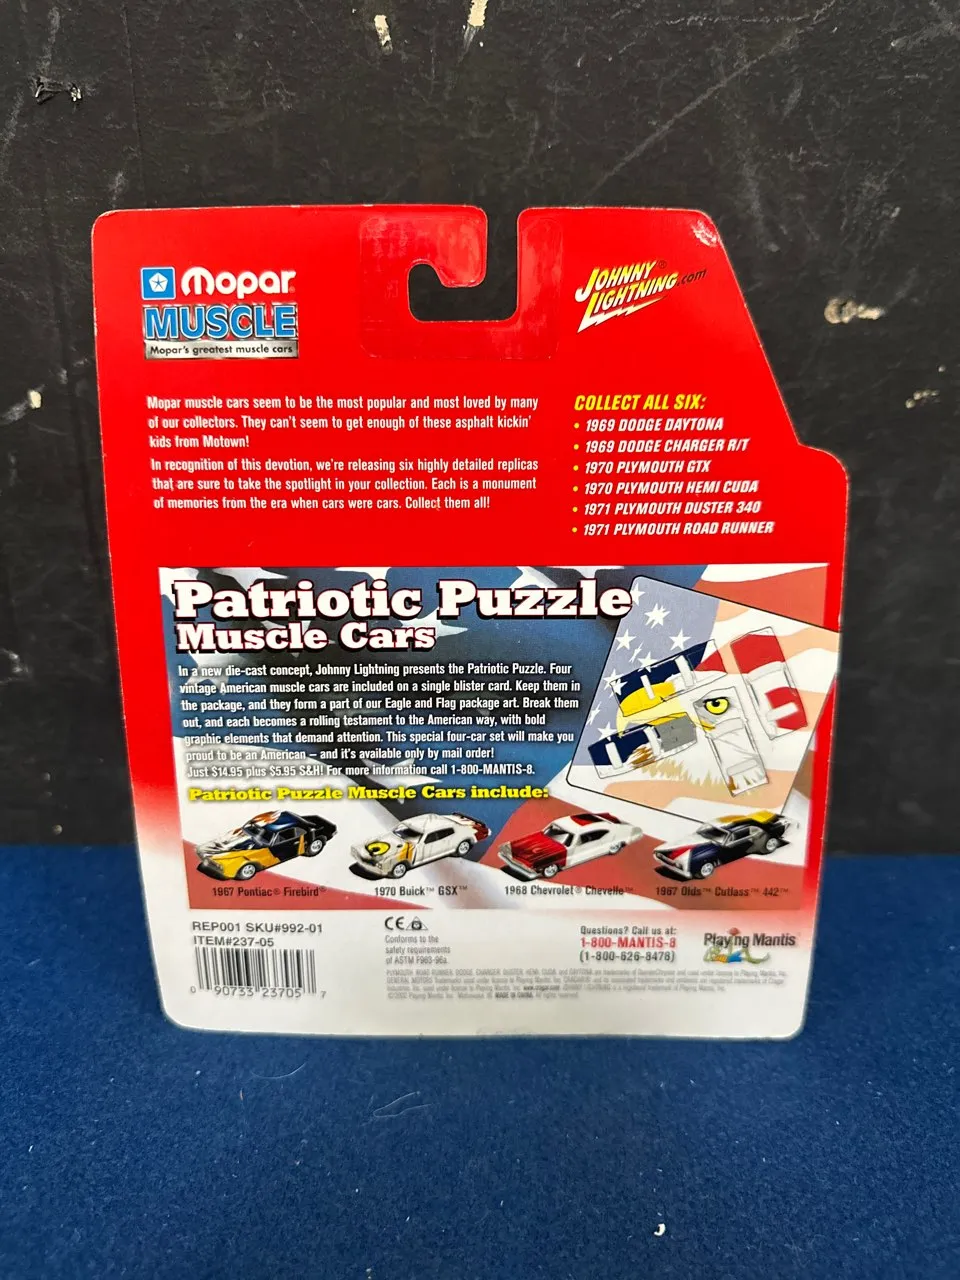 Mopar
MUSCLE
Mopar's greatest muscle cars
JOHNNY
LIGHTNING.com
Mopar muscle cars seem to be the most popular and most loved by many
of our collectors. They can't seem to get enough of these asphalt kickin'
kids from Motown!
In recognition of this devotion, we're releasing six highly detailed replicas
that are sure to take the spotlight in your collection. Each is a monument
of memories from the era when cars were cars. Collect them all!
COLLECT ALL SIX:
• 1969 DODGE DAYTONA
• 1969 DODGE CHARGER R/T
• 1970 PLYMOUTH GTX
• 1970 PLYMOUTH HEMI CUDA
• 1971 PLYMOUTH DUSTER 340
• 1971 PLYMOUTH ROAD RUNNER
Patriotic Puzzle
Muscle Cars
In a new die-cast concept, Johnny Lightning presents the Patriotic Puzzle. Four
vintage American muscle cars are included on a single blister card. Keep them in
the package, and they form a part of our Eagle and Flag package art. Break them
out, and each becomes a rolling testament to the American way, with bold
graphic elements that demand attention. This special four-car set will make you
proud to be an American – and it's available only by mail order!
Just $14.95 plus $5.95 S&H! For more information call 1-800-MANTIS-8.
Patriotic Puzzle Muscle Cars include:
1967 Pontiac® Firebird®
1970 Buick™ GSX™
1968 Chevrolet® Chevelle™
1967 Olds™ Cutlass™ 442™
REP001 SKU#992-01
ITEM#237-05
0 90733 23705 7
CE
Conforms to the
safety requirements
of ASTM F963-96a.
Questions? Call us at:
1-800-MANTIS-8
(1-800-626-8478)
Playing Mantis